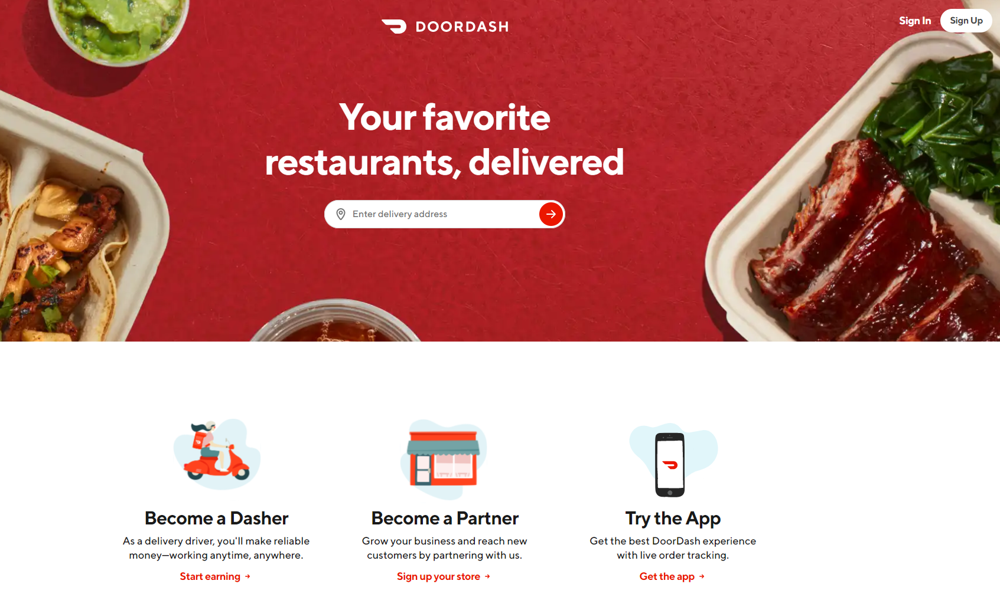 DOORDASH
Sign In
Sign Up
Your favorite
restaurants, delivered
Enter delivery address
Become a Dasher
As a delivery driver, you'll make reliable
money—working anytime, anywhere.
Start earning →
Become a Partner
Grow your business and reach new
customers by partnering with us.
Sign up your store →
Try the App
Get the best DoorDash experience
with live order tracking.
Get the app →